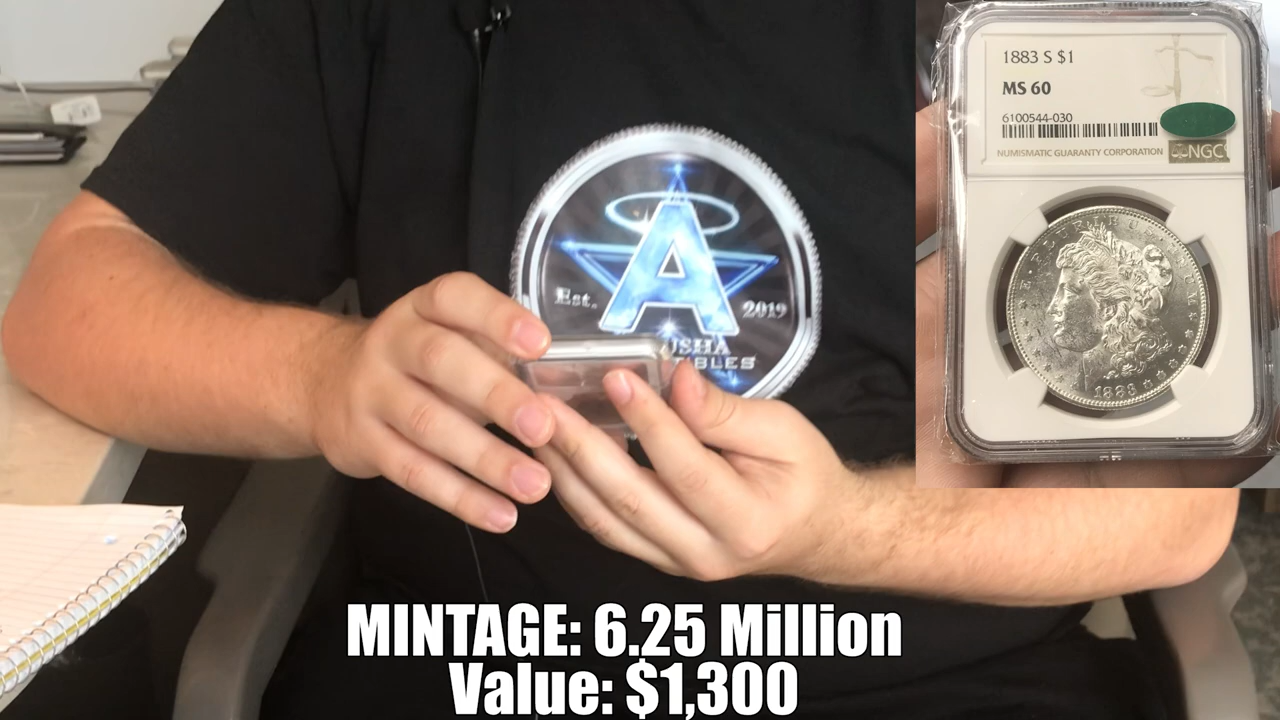 1883 S $1
MS 60
6100544-030
NUMISMATIC GUARANTY CORPORATION
NGC
1883
A
Est.
2019
MINTAGE: 6.25 Million
Value: $1,300